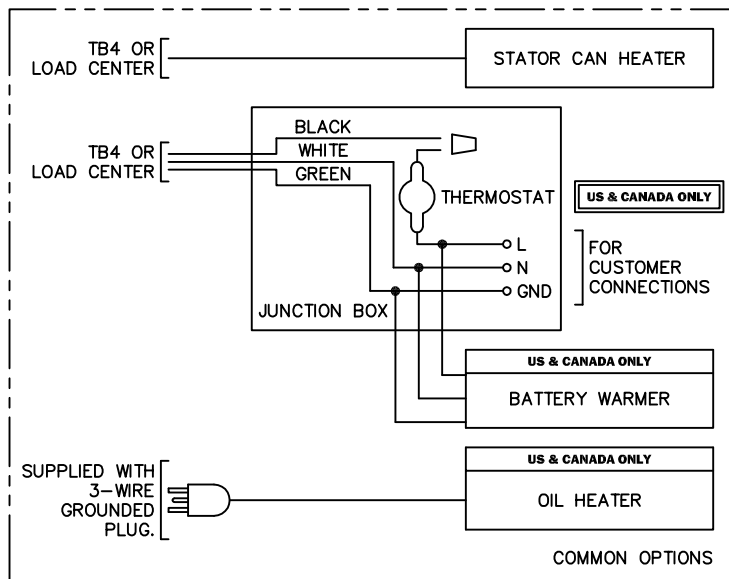 TB4 OR
LOAD CENTER
STATOR CAN HEATER
TB4 OR
LOAD CENTER
BLACK
WHITE
GREEN
THERMOSTAT
US & CANADA ONLY
L
N
GND
FOR
CUSTOMER
CONNECTIONS
JUNCTION BOX
US & CANADA ONLY
BATTERY WARMER
SUPPLIED WITH
3-WIRE
GROUNDED
PLUG.
US & CANADA ONLY
OIL HEATER
COMMON OPTIONS